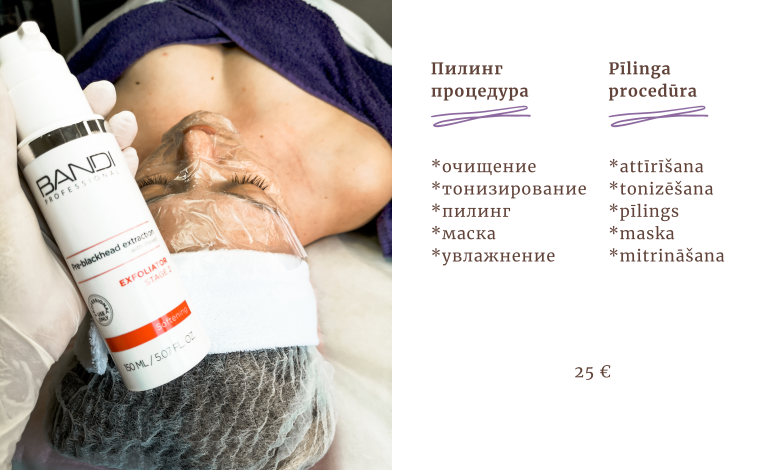 BANDI
PROFESSIONAL
Pre-blackhead extraction
EXFOLIATOR
STAGE 2
Softening
150 ML / 5.07 FL. OZ
Пилинг
процедура
*очищение
*тонизирование
*пилинг
*маска
*увлажнение
Pīlinga
procedūra
*attīrīšana
*tonizēšana
*pīlings
*maska
*mitrināšana
25 €